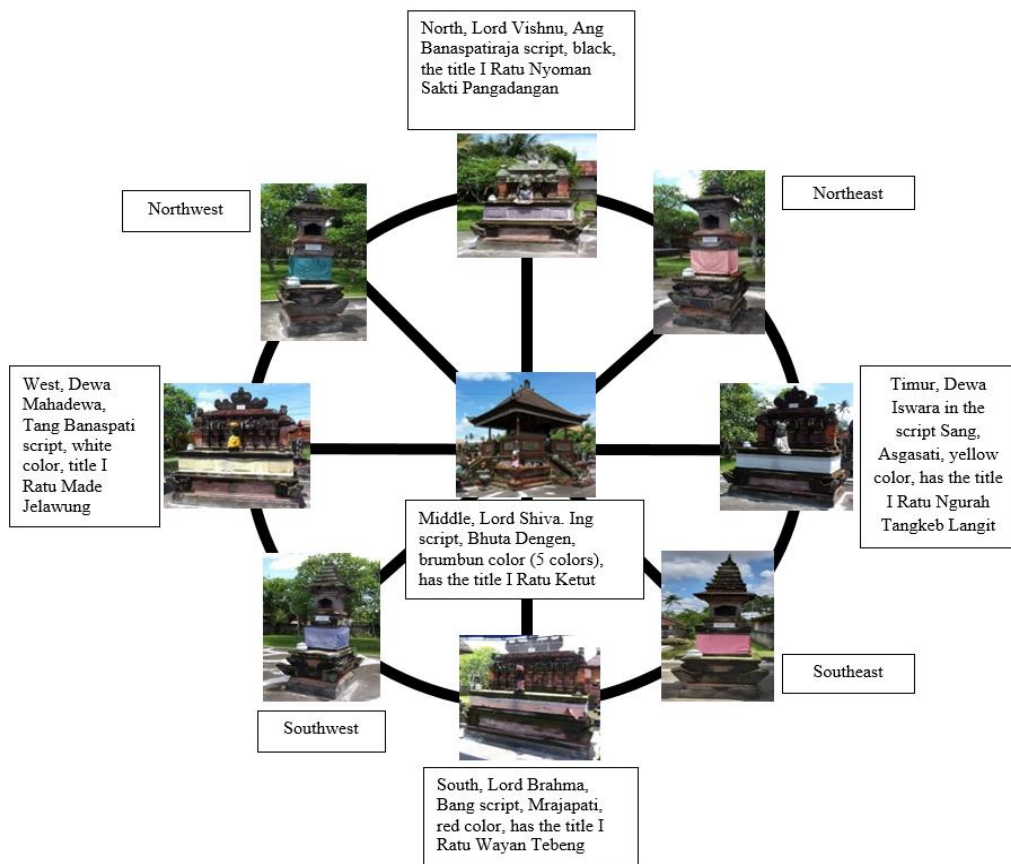 North, Lord Vishnu, Ang
Banaspatiraja script, black,
the title I Ratu Nyoman
Sakti Pangadangan
Northwest
Northeast
West, Dewa
Mahadewa,
Tang Banaspati
script, white
color, title I
Ratu Made
Jelawung
Timur, Dewa
Iswara in the
script Sang,
Asgasati, yellow
color, has the title
I Ratu Ngurah
Tangkeb Langit
Middle, Lord Shiva. Ing
script, Bhuta Dengen,
brumbun color (5 colors),
has the title I Ratu Ketut
Southwest
Southeast
South, Lord Brahma,
Bang script, Mrajapati,
red color, has the title I
Ratu Wayan Tebeng